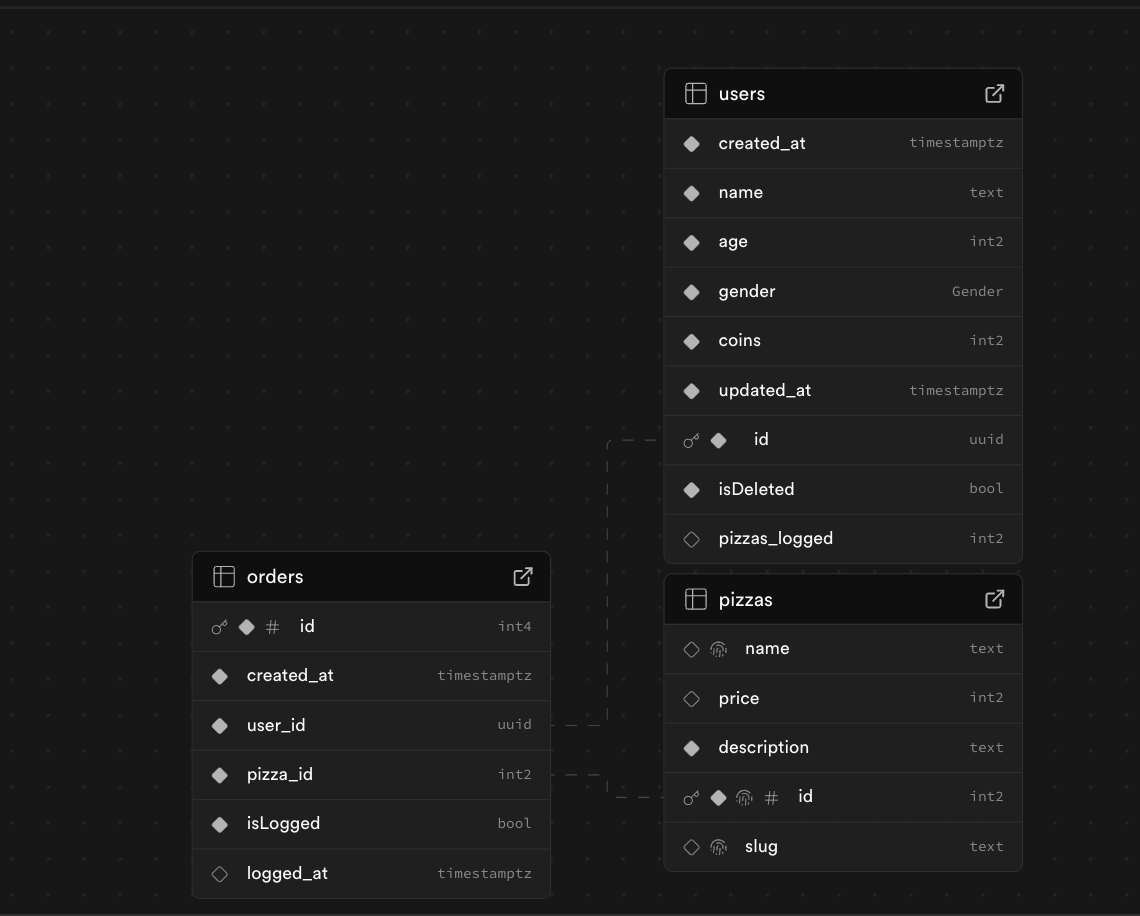 users
created_at timestamptz
name text
age int2
gender Gender
coins int2
updated_at timestamptz
id uuid
isDeleted bool
pizzas_logged int2
orders
# id int4
created_at timestamptz
user_id uuid
pizza_id int2
isLogged bool
logged_at timestamptz
pizzas
name text
price int2
description text
# id int2
slug text